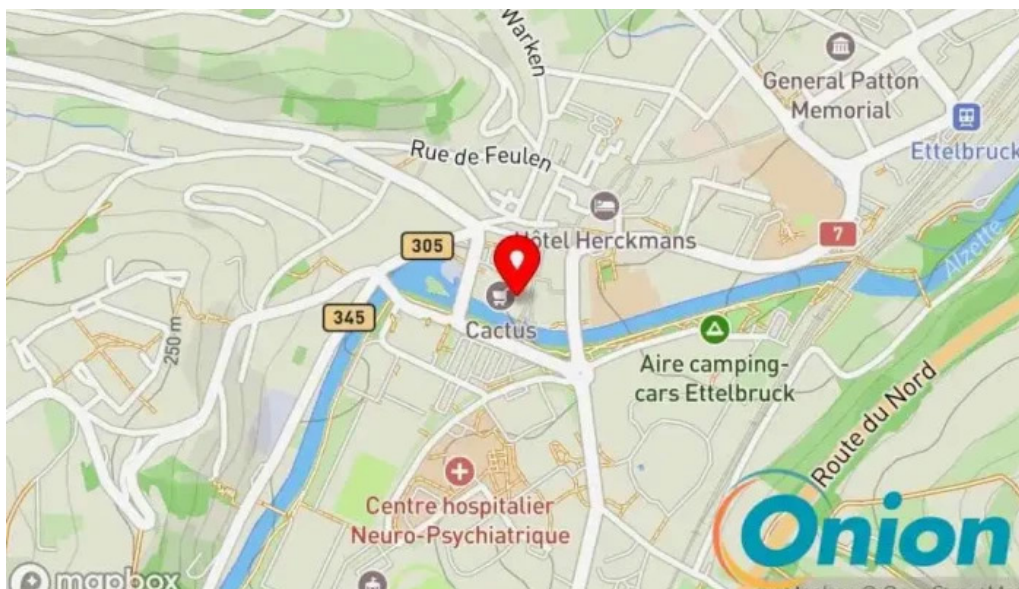 Warken
General Patton
Memorial
Ettelbruck
Rue de Feulen
Hôtel Herckmans
7
305
Alzette
345
Cactus
250 m
Aire camping-
cars Ettelbruck
Route du Nord
Centre hospitalier
Neuro-Psychiatrique
Onion
mapbox